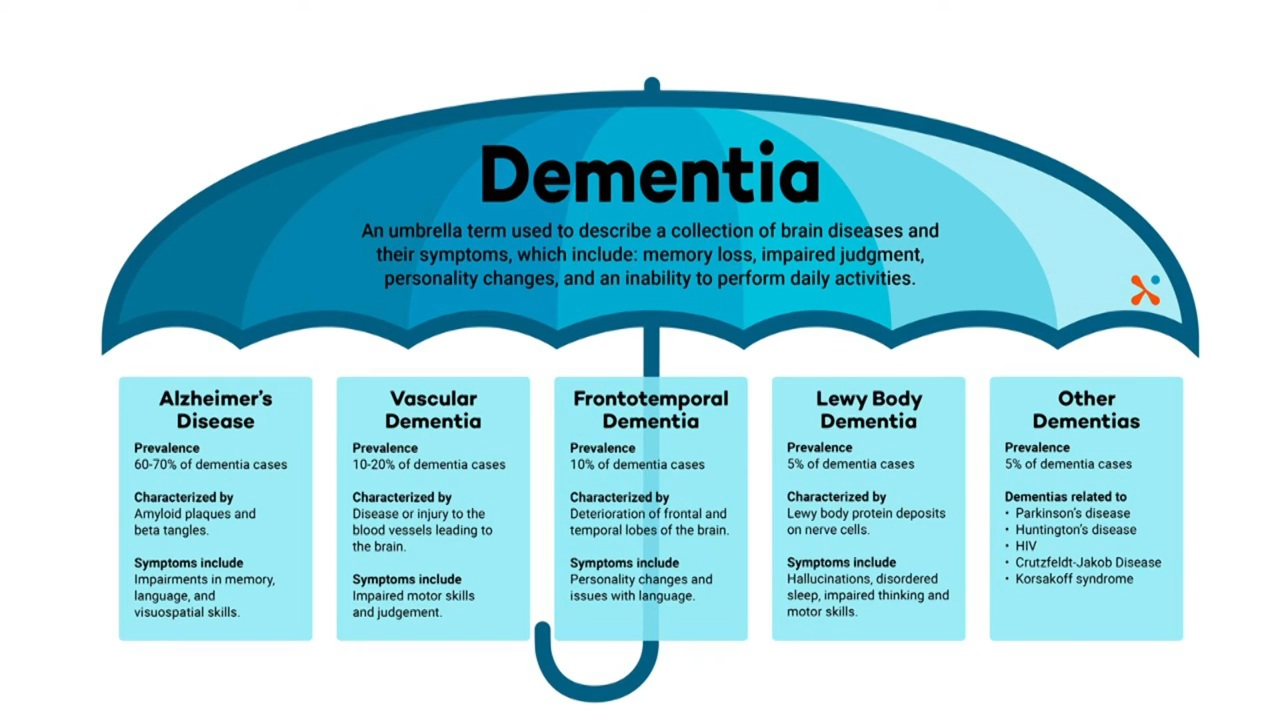 Dementia
An umbrella term used to describe a collection of brain diseases and
their symptoms, which include: memory loss, impaired judgment,
personality changes, and an inability to perform daily activities.
Alzheimer's
Disease
Prevalence
60-70% of dementia cases
Characterized by
Amyloid plaques and
beta tangles.
Symptoms include
Impairments in memory,
language, and
visuospatial skills.
Vascular
Dementia
Prevalence
10-20% of dementia cases
Characterized by
Disease or injury to the
blood vessels leading to
the brain.
Symptoms include
Impaired motor skills
and judgement.
Frontotemporal
Dementia
Prevalence
10% of dementia cases
Characterized by
Deterioration of frontal and
temporal lobes of the brain.
Symptoms include
Personality changes and
issues with language.
Lewy Body
Dementia
Prevalence
5% of dementia cases
Characterized by
Lewy body protein deposits
on nerve cells.
Symptoms include
Hallucinations, disordered
sleep, impaired thinking and
motor skills.
Other
Dementias
Prevalence
5% of dementia cases
Dementias related to
• Parkinson's disease
• Huntington's disease
• HIV
• Crutzfeldt-Jakob Disease
• Korsakoff syndrome